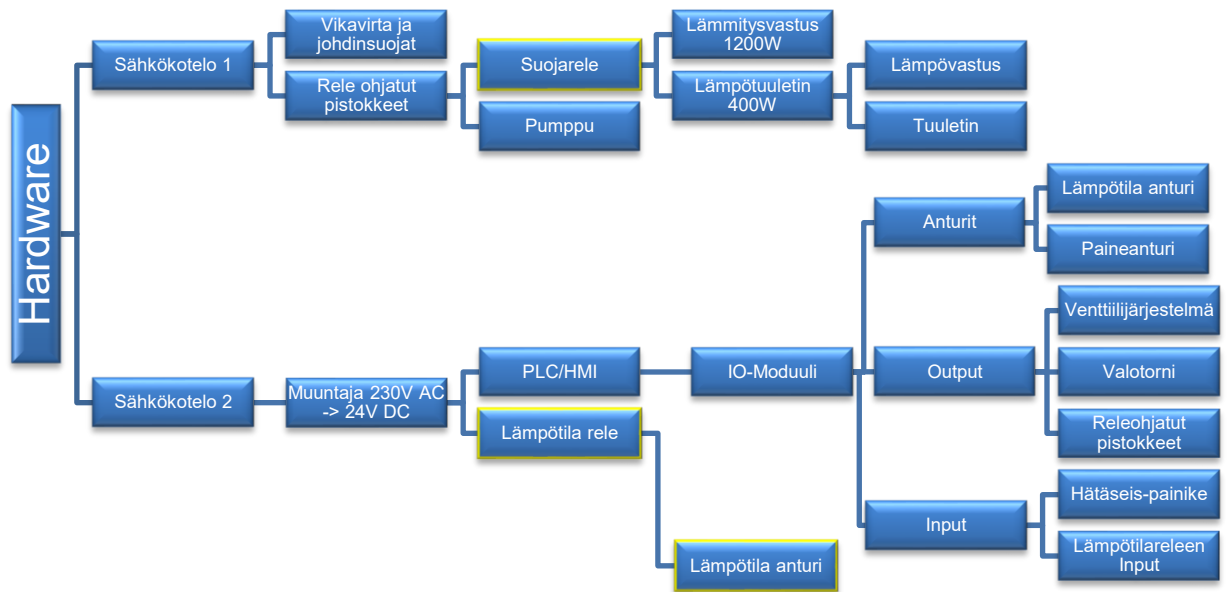 Hardware
Sähkökotelo 1
Vikavirta ja
johdinsuojat
Rele ohjatut
pistokkeet
Suojarele
Pumppu
Lämmitysvastus
1200W
Lämpötuuletin
400W
Lämpövastus
Tuuletin
Sähkökotelo 2
Muuntaja 230V AC
-> 24V DC
PLC/HMI
Lämpötila rele
Lämpötila anturi
IO-Moduuli
Anturit
Lämpötila anturi
Paineanturi
Output
Venttiilijärjestelmä
Valotorni
Releohjatut
pistokkeet
Input
Hätäseis-painike
Lämpötilareleen
Input